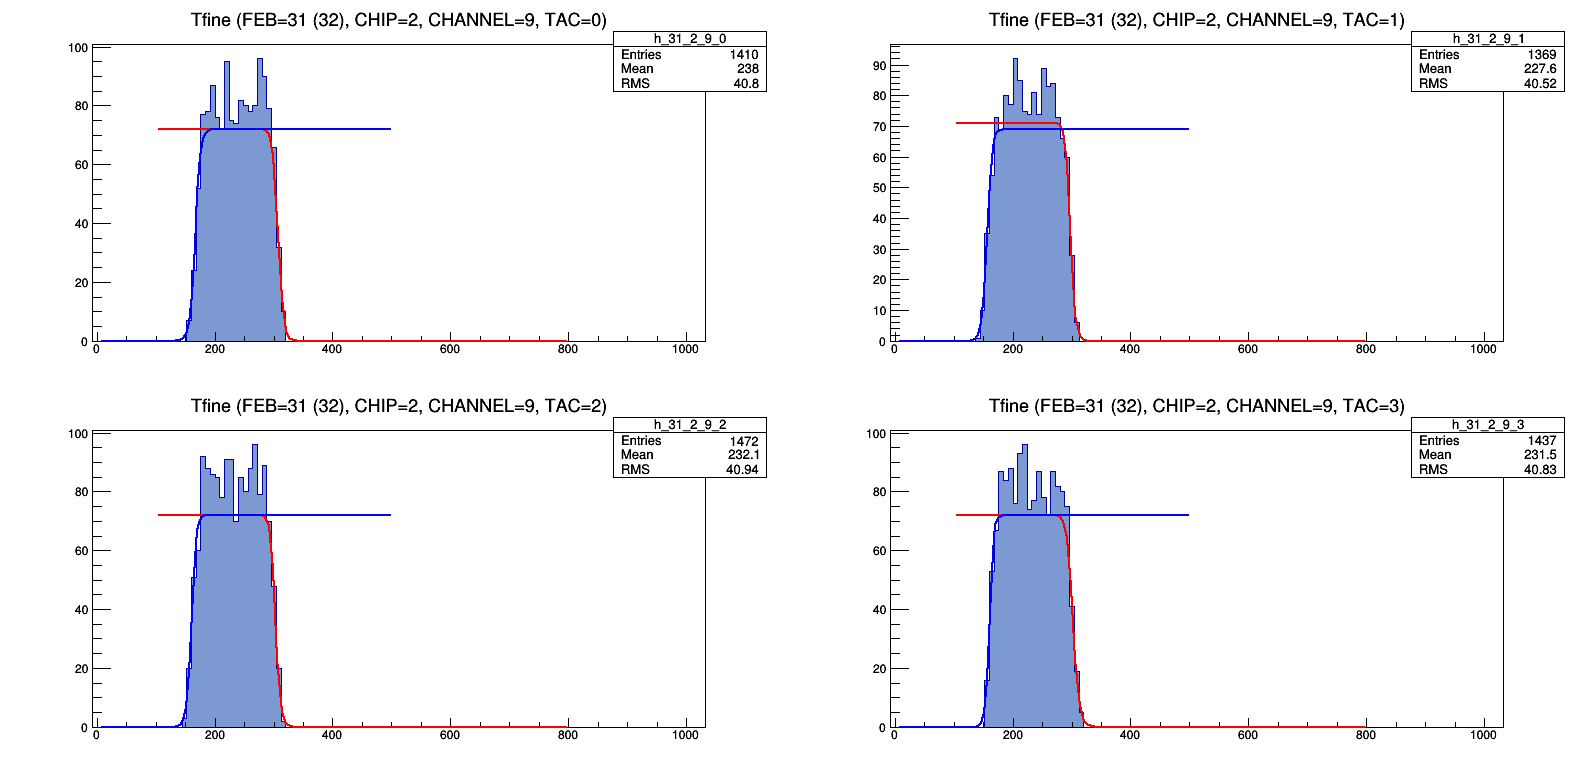 Tfine (FEB=31 (32), CHIP=2, CHANNEL=9, TAC=0)
h_31_2_9_0
Entries 1410
Mean 238
RMS 40.8
100
80
60
40
20
0
0 200 400 600 800 1000
Tfine (FEB=31 (32), CHIP=2, CHANNEL=9, TAC=1)
h_31_2_9_1
Entries 1369
Mean 227.6
RMS 40.52
90
80
70
60
50
40
30
20
10
0
0 200 400 600 800 1000
Tfine (FEB=31 (32), CHIP=2, CHANNEL=9, TAC=2)
h_31_2_9_2
Entries 1472
Mean 232.1
RMS 40.94
100
80
60
40
20
0
0 200 400 600 800 1000
Tfine (FEB=31 (32), CHIP=2, CHANNEL=9, TAC=3)
h_31_2_9_3
Entries 1437
Mean 231.5
RMS 40.83
100
80
60
40
20
0
0 200 400 600 800 1000